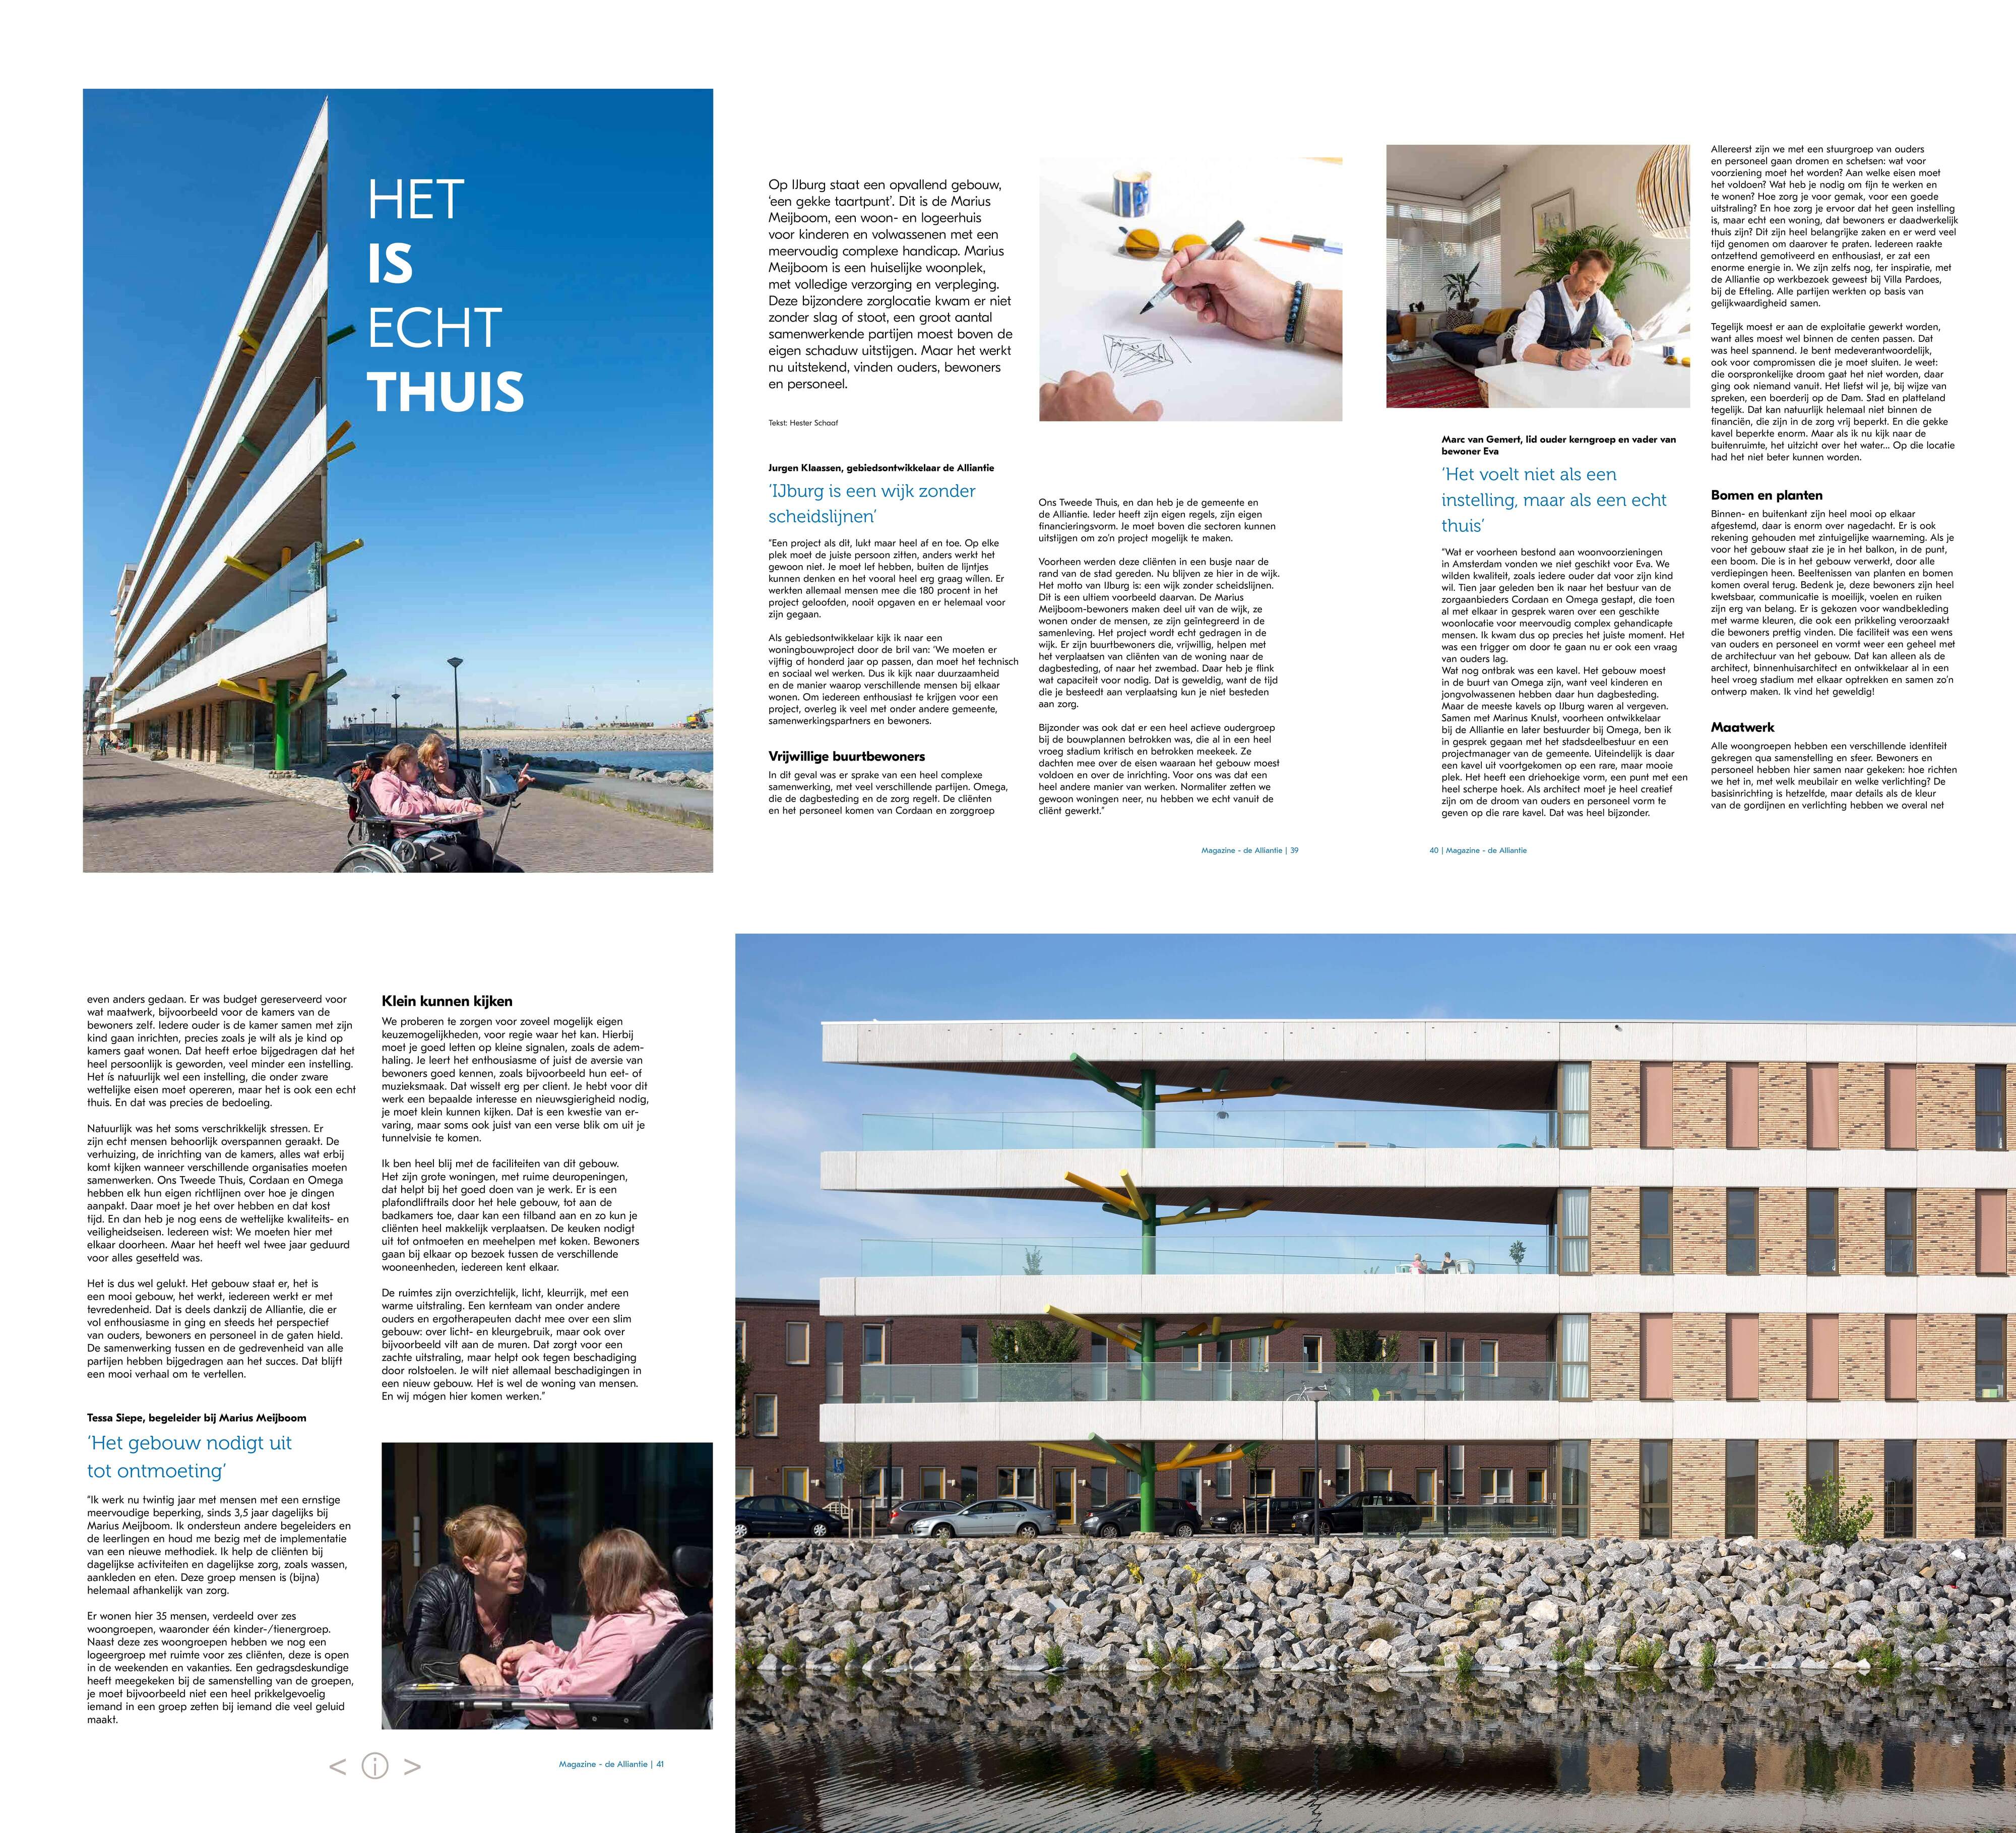 HET
IS
ECHT
THUIS
Op IJburg staat een opvallend gebouw,
‘een gekke taartpunt’. Dit is de Marius
Meijboom, een woon- en logeerhuis
voor kinderen en volwassenen met een
meervoudig complexe handicap. Marius
Meijboom is een huiselijke woonplek,
met volledige verzorging en verpleging.
Deze bijzondere zorglocatie kwam er niet
zonder slag of stoot, een groot aantal
samenwerkende partijen moest boven de
eigen schaduw uitstijgen. Maar het werkt
nu uitstekend, vinden ouders, bewoners
en personeel.
Tekst: Hester Schaaf
Jurgen Klaassen, gebiedsontwikkelaar de Alliantie
‘IJburg is een wijk zonder
scheidslijnen’
“Een project als dit, lukt maar heel af en toe. Op elke
plek moet de juiste persoon zitten, anders werkt het
gewoon niet. Je moet lef hebben, buiten de lijntjes
kunnen denken en het vooral heel erg graag wíllen. Er
werkten allemaal mensen mee die 180 procent in het
project geloofden, nooit opgaven en er helemaal voor
zijn gegaan.
Als gebiedsontwikkelaar kijk ik naar een
woningbouwproject door de bril van: ‘We moeten er
vijftig of honderd jaar op passen, dan moet het technisch
en sociaal wel werken. Dus ik kijk naar duurzaamheid
en de manier waarop verschillende mensen bij elkaar
wonen. Om iedereen enthousiast te krijgen voor een
project, overleg ik veel met onder andere gemeente,
samenwerkingspartners en bewoners.
Vrijwillige buurtbewoners
In dit geval was er sprake van een heel complexe
samenwerking, met veel verschillende partijen. Omega,
die de dagbesteding en de zorg regelt. De cliënten
en het personeel komen van Cordaan en zorggroep
Ons Tweede Thuis, en dan heb je de gemeente en
de Alliantie. Ieder heeft zijn eigen regels, zijn eigen
financieringsvorm. Je moet boven die sectoren kunnen
uitstijgen om zo’n project mogelijk te maken.
Voorheen werden deze cliënten in een busje naar de
rand van de stad gereden. Nu blijven ze hier in de wijk.
Het motto van IJburg is: een wijk zonder scheidslijnen.
Dit is een ultiem voorbeeld daarvan. De Marius
Meijboom-bewoners maken deel uit van de wijk, ze
wonen onder de mensen, ze zijn geïntegreerd in de
samenleving. Het project wordt echt gedragen in de
wijk. Er zijn buurtbewoners die, vrijwillig, helpen met
het verplaatsen van cliënten van de woning naar de
dagbesteding, of naar het zwembad. Daar heb je flink
wat capaciteit voor nodig. Dat is geweldig, want de tijd
die je besteedt aan verplaatsing kun je niet besteden
aan zorg.
Bijzonder was ook dat er een heel actieve oudergroep
bij de bouwplannen betrokken was, die al in een heel
vroeg stadium kritisch en betrokken meekeek. Ze
dachten mee over de eisen waaraan het gebouw moest
voldoen en over de inrichting. Voor ons was dat een
heel andere manier van werken. Normaliter zetten we
gewoon woningen neer, nu hebben we echt vanuit de
cliënt gewerkt.”
Magazine - de Alliantie | 39
Marc van Gemert, lid ouder kerngroep en vader van
bewoner Eva
‘Het voelt niet als een
instelling, maar als een echt
thuis’
“Wat er voorheen bestond aan woonvoorzieningen
in Amsterdam vonden we niet geschikt voor Eva. We
wilden kwaliteit, zoals iedere ouder dat voor zijn kind
wil. Tien jaar geleden ben ik naar het bestuur van de
zorgaanbieders Cordaan en Omega gestapt, die toen
al met elkaar in gesprek waren over een geschikte
woonlocatie voor meervoudig complex gehandicapte
mensen. Ik kwam dus op precies het juiste moment. Het
was een trigger om door te gaan nu er ook een vraag
van ouders lag.
Wat nog ontbrak was een kavel. Het gebouw moest
in de buurt van Omega zijn, want veel kinderen en
jongvolwassenen hebben daar hun dagbesteding.
Maar de meeste kavels op IJburg waren al vergeven.
Samen met Marinus Knulst, voorheen ontwikkelaar
bij de Alliantie en later bestuurder bij Omega, ben ik
in gesprek gegaan met het stadsdeelbestuur en een
projectmanager van de gemeente. Uiteindelijk is daar
een kavel uit voortgekomen op een rare, maar mooie
plek. Het heeft een driehoekige vorm, een punt met een
heel scherpe hoek. Als architect moet je heel creatief
zijn om de droom van ouders en personeel vorm te
geven op die rare kavel. Dat was heel bijzonder.
40 | Magazine - de Alliantie
Allereerst zijn we met een stuurgroep van ouders
en personeel gaan dromen en schetsen: wat voor
voorziening moet het worden? Aan welke eisen moet
het voldoen? Wat heb je nodig om fijn te werken en
te wonen? Hoe zorg je voor gemak, voor een goede
uitstraling? En hoe zorg je ervoor dat het geen instelling
is, maar echt een woning, dat bewoners er daadwerkelijk
thuis zijn? Dit zijn heel belangrijke zaken en er werd veel
tijd genomen om daarover te praten. Iedereen raakte
ontzettend gemotiveerd en enthousiast, er zat een
enorme energie in. We zijn zelfs nog, ter inspiratie, met
de Alliantie op werkbezoek geweest bij Villa Pardoes,
bij de Efteling. Alle partijen werkten op basis van
gelijkwaardigheid samen.
Tegelijk moest er aan de exploitatie gewerkt worden,
want alles moest wel binnen de centen passen. Dat
was heel spannend. Je bent medeverantwoordelijk,
ook voor compromissen die je moet sluiten. Je weet:
die oorspronkelijke droom gaat het niet worden, daar
ging ook niemand vanuit. Het liefst wil je, bij wijze van
spreken, een boerderij op de Dam. Stad en platteland
tegelijk. Dat kan natuurlijk helemaal niet binnen de
financiën, die zijn in de zorg vrij beperkt. En die gekke
kavel beperkte enorm. Maar als ik nu kijk naar de
buitenruimte, het uitzicht over het water... Op die locatie
had het niet beter kunnen worden.
Bomen en planten
Binnen- en buitenkant zijn heel mooi op elkaar
afgestemd, daar is enorm over nagedacht. Er is ook
rekening gehouden met zintuigelijke waarneming. Als je
voor het gebouw staat zie je in het balkon, in de punt,
een boom. Die is in het gebouw verwerkt, door alle
verdiepingen heen. Beeltenissen van planten en bomen
komen overal terug. Bedenk je, deze bewoners zijn heel
kwetsbaar, communicatie is moeilijk, voelen en ruiken
zijn erg van belang. Er is gekozen voor wandbekleding
met warme kleuren, die ook een prikkeling veroorzaakt
die bewoners prettig vinden. Die faciliteit was een wens
van ouders en personeel en vormt weer een geheel met
de architectuur van het gebouw. Dat kan alleen als de
architect, binnenhuisarchitect en ontwikkelaar al in een
heel vroeg stadium met elkaar optrekken en samen zo’n
ontwerp maken. Ik vind het geweldig!
Maatwerk
Alle woongroepen hebben een verschillende identiteit
gekregen qua samenstelling en sfeer. Bewoners en
personeel hebben hier samen naar gekeken: hoe richten
we het in, met welk meubilair en welke verlichting? De
basisinrichting is hetzelfde, maar details als de kleur
van de gordijnen en verlichting hebben we overal net
even anders gedaan. Er was budget gereserveerd voor
wat maatwerk, bijvoorbeeld voor de kamers van de
bewoners zelf. Iedere ouder is de kamer samen met zijn
kind gaan inrichten, precies zoals je wilt als je kind op
kamers gaat wonen. Dat heeft ertoe bijgedragen dat het
heel persoonlijk is geworden, veel minder een instelling.
Het ís natuurlijk wel een instelling, die onder zware
wettelijke eisen moet opereren, maar het is ook een echt
thuis. En dat was precies de bedoeling.
Natuurlijk was het soms verschrikkelijk stressen. Er
zijn echt mensen behoorlijk overspannen geraakt. De
verhuizing, de inrichting van de kamers, alles wat erbij
komt kijken wanneer verschillende organisaties moeten
samenwerken. Ons Tweede Thuis, Cordaan en Omega
hebben elk hun eigen richtlijnen over hoe je dingen
aanpakt. Daar moet je het over hebben en dat kost
tijd. En dan heb je nog eens de wettelijke kwaliteits- en
veiligheidseisen. Iedereen wist: We moeten hier met
elkaar doorheen. Maar het heeft wel twee jaar geduurd
voor alles gesetteld was.
Het is dus wel gelukt. Het gebouw staat er, het is
een mooi gebouw, het werkt, iedereen werkt er met
tevredenheid. Dat is deels dankzij de Alliantie, die er
vol enthousiasme in ging en steeds het perspectief
van ouders, bewoners en personeel in de gaten hield.
De samenwerking tussen en de gedrevenheid van alle
partijen hebben bijgedragen aan het succes. Dat blijft
een mooi verhaal om te vertellen.
Tessa Siepe, begeleider bij Marius Meijboom
‘Het gebouw nodigt uit
tot ontmoeting’
“Ik werk nu twintig jaar met mensen met een ernstige
meervoudige beperking, sinds 3,5 jaar dagelijks bij
Marius Meijboom. Ik ondersteun andere begeleiders en
de leerlingen en houd me bezig met de implementatie
van een nieuwe methodiek. Ik help de cliënten bij
dagelijkse activiteiten en dagelijkse zorg, zoals wassen,
aankleden en eten. Deze groep mensen is (bijna)
helemaal afhankelijk van zorg.
Er wonen hier 35 mensen, verdeeld over zes
woongroepen, waaronder één kinder-/tienergroep.
Naast deze zes woongroepen hebben we nog een
logeergroep met ruimte voor zes cliënten, deze is open
in de weekenden en vakanties. Een gedragsdeskundige
heeft meegekeken bij de samenstelling van de groepen,
je moet bijvoorbeeld niet een heel prikkelgevoelig
iemand in een groep zetten bij iemand die veel geluid
maakt.
Klein kunnen kijken
We proberen te zorgen voor zoveel mogelijk eigen
keuzemogelijkheden, voor regie waar het kan. Hierbij
moet je goed letten op kleine signalen, zoals de adem-
haling. Je leert het enthousiasme of juist de aversie van
bewoners goed kennen, zoals bijvoorbeeld hun eet- of
muzieksmaak. Dat wisselt erg per client. Je hebt voor dit
werk een bepaalde interesse en nieuwsgierigheid nodig,
je moet klein kunnen kijken. Dat is een kwestie van er-
varing, maar soms ook juist van een verse blik om uit je
tunnelvisie te komen.
Ik ben heel blij met de faciliteiten van dit gebouw.
Het zijn grote woningen, met ruime deuropeningen,
dat helpt bij het goed doen van je werk. Er is een
plafondliftrails door het hele gebouw, tot aan de
badkamers toe, daar kan een tilband aan en zo kun je
cliënten heel makkelijk verplaatsen. De keuken nodigt
uit tot ontmoeten en meehelpen met koken. Bewoners
gaan bij elkaar op bezoek tussen de verschillende
wooneenheden, iedereen kent elkaar.
De ruimtes zijn overzichtelijk, licht, kleurrijk, met een
warme uitstraling. Een kernteam van onder andere
ouders en ergotherapeuten dacht mee over een slim
gebouw: over licht- en kleurgebruik, maar ook over
bijvoorbeeld vilt aan de muren. Dat zorgt voor een
zachte uitstraling, maar helpt ook tegen beschadiging
door rolstoelen. Je wilt niet allemaal beschadigingen in
een nieuw gebouw. Het is wel de woning van mensen.
En wij mógen hier komen werken.”
< i >
Magazine - de Alliantie | 41